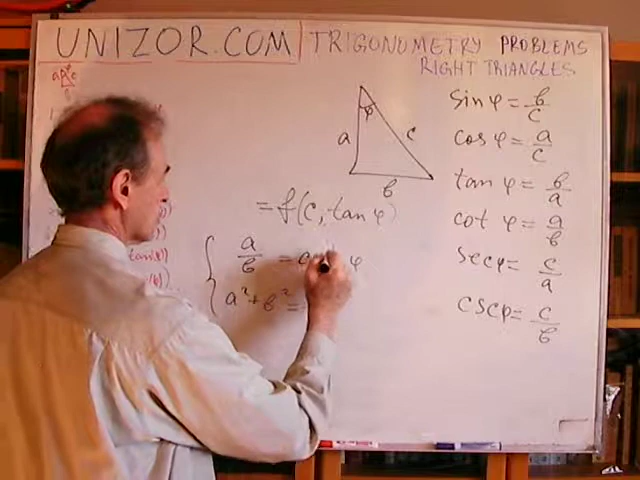 UNIZOR.COM
TRIGONOMETRY PROBLEMS
RIGHT TRIANGLES
a c
φ
a c
b
= f(c, tan φ)
a/b = φ
a² + b² =
sin φ = b/c
cos φ = a/c
tan φ = b/a
cot φ = a/b
sec φ = c/a
csc φ = c/b